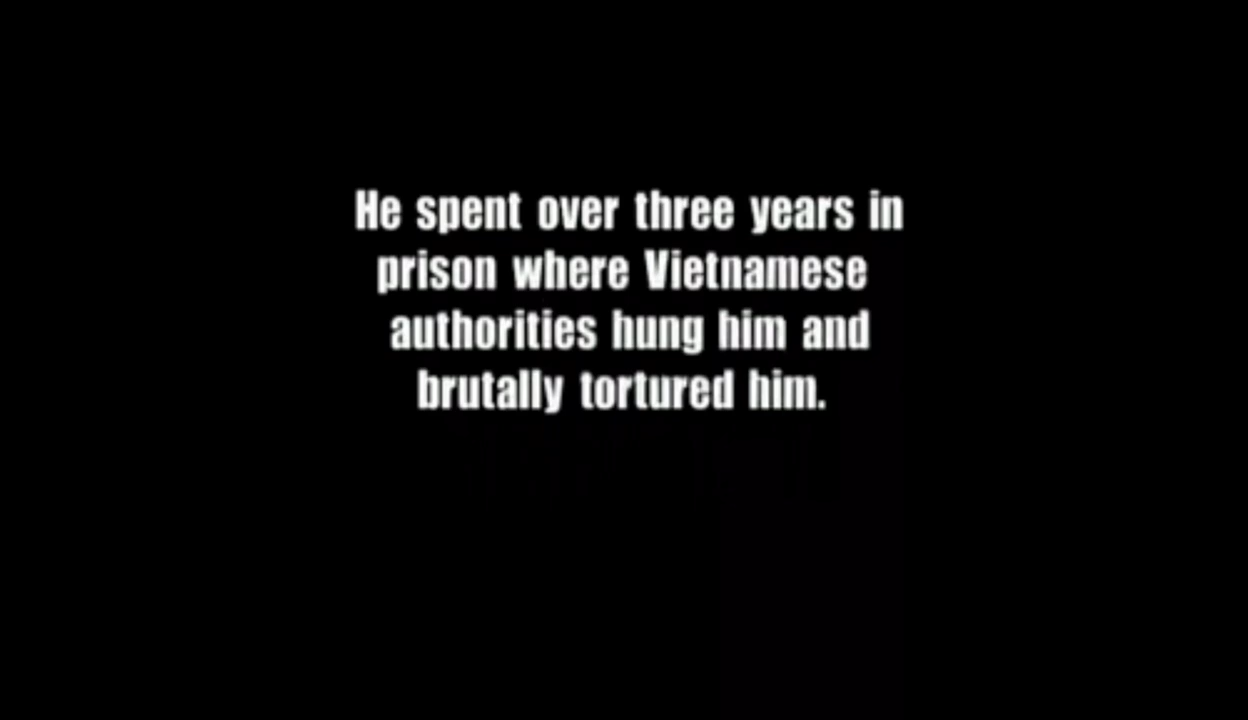 He spent over three years in
prison where Vietnamese
authorities hung him and
brutally tortured him.